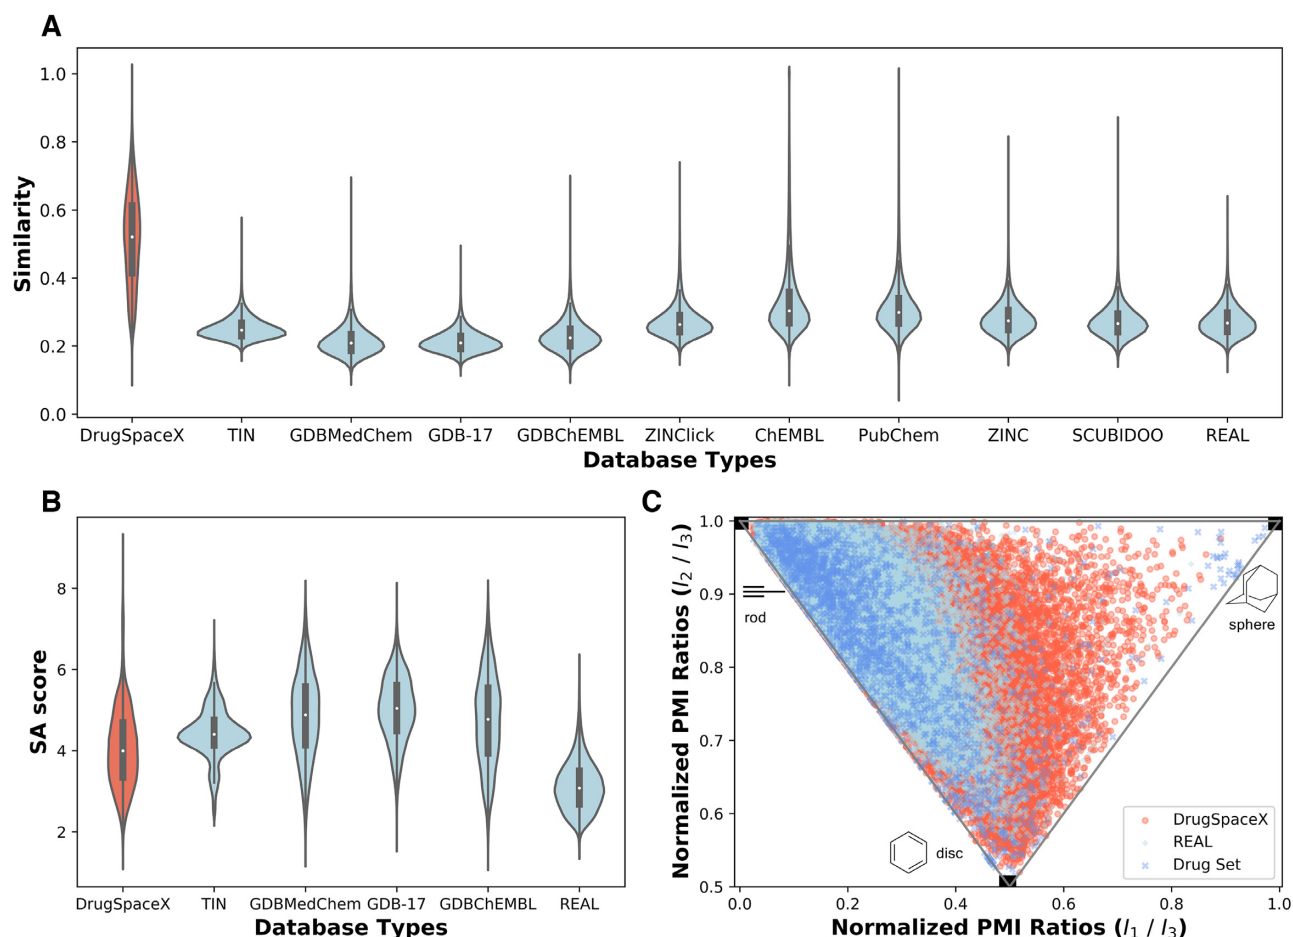 A
Similarity
1.0
0.8
0.6
0.4
0.2
0.0
DrugSpaceX TIN GDBMedChem GDB-17 GDBChEMBL ZINClick ChEMBL PubChem ZINC SCUBIDOO REAL
Database Types
B
SA score
8
6
4
2
DrugSpaceX TIN GDBMedChem GDB-17 GDBChEMBL REAL
Database Types
C
Normalized PMI Ratios (l2 / l3)
1.0
0.9
0.8
0.7
0.6
0.5
rod
sphere
disc
DrugSpaceX
REAL
Drug Set
0.0 0.2 0.4 0.6 0.8 1.0
Normalized PMI Ratios (l1 / l3)